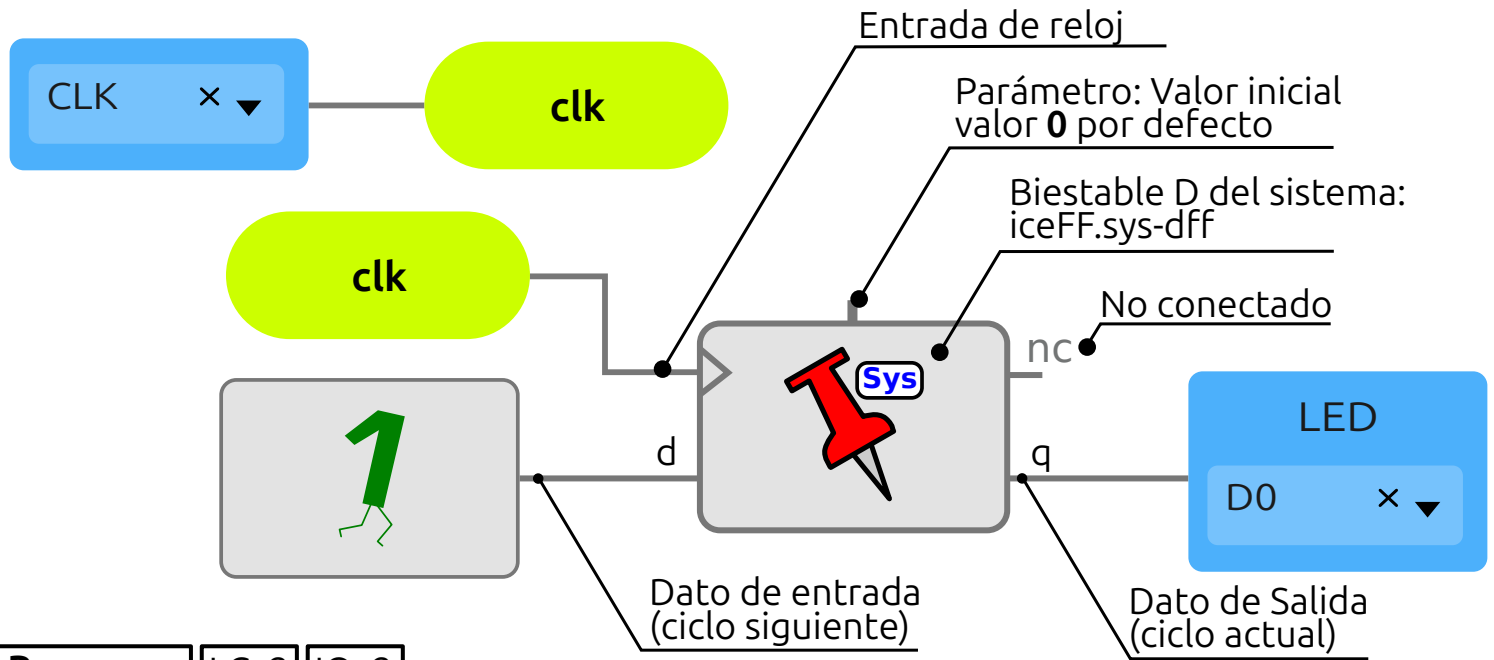 Entrada de reloj
CLK × 
clk
Parámetro: Valor inicial
valor 0 por defecto
Biestable D del sistema:
iceFF.sys-dff
clk
No conectado
nc
Sys
1
LED
d
q
D0 ×
Dato de entrada
(ciclo siguiente)
Dato de Salida
(ciclo actual)